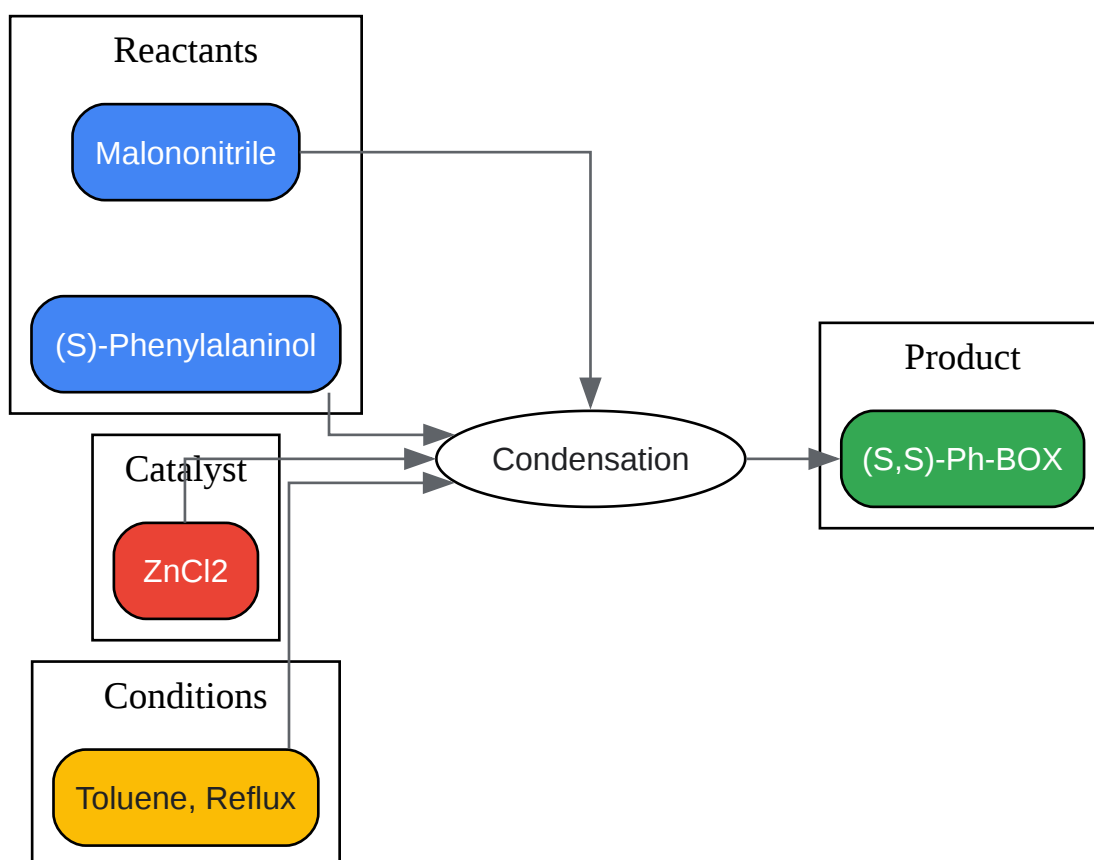 Reactants
Malononitrile
(S)-Phenylalaninol
Catalyst
ZnCl2
Conditions
Toluene, Reflux
Condensation
Product
(S,S)-Ph-BOX